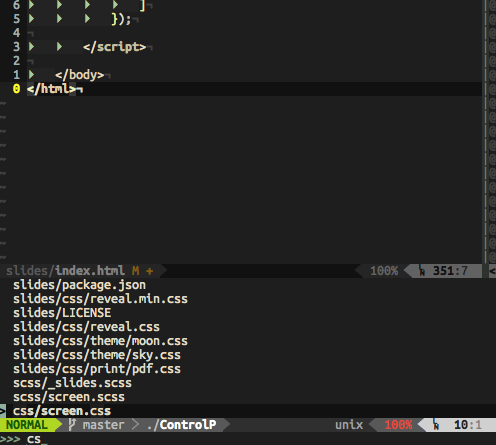 6 ]
5 });
4
3 </script>
2
1 </body>
0 </html>
slides/index.html M + 100% 351:7
slides/package.json
slides/css/reveal.min.css
slides/LICENSE
slides/css/reveal.css
slides/css/theme/moon.css
slides/css/theme/sky.css
slides/css/print/pdf.css
scss/_slides.scss
scss/screen.scss
> css/screen.css
NORMAL master > ./ControlP unix 100% 10:1
>>> cs_